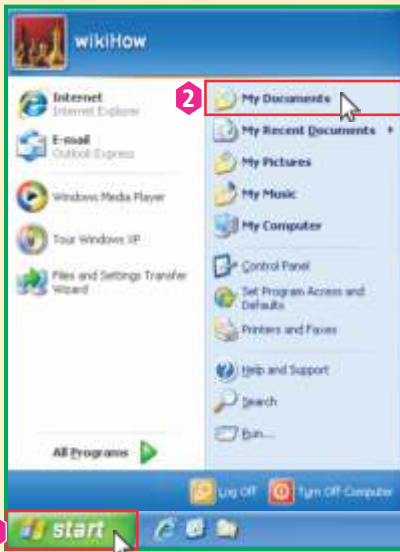 wikiHow
Internet
Internet Explorer
E-mail
Outlook Express
Windows Media Player
Tour Windows XP
Files and Settings Transfer
Wizard
All Programs
2
My Documents
My Recent Documents
My Pictures
My Music
My Computer
Control Panel
Set Program Access and
Defaults
Printers and Faxes
Help and Support
Search
Run...
Log Off
Turn Off Computer
start